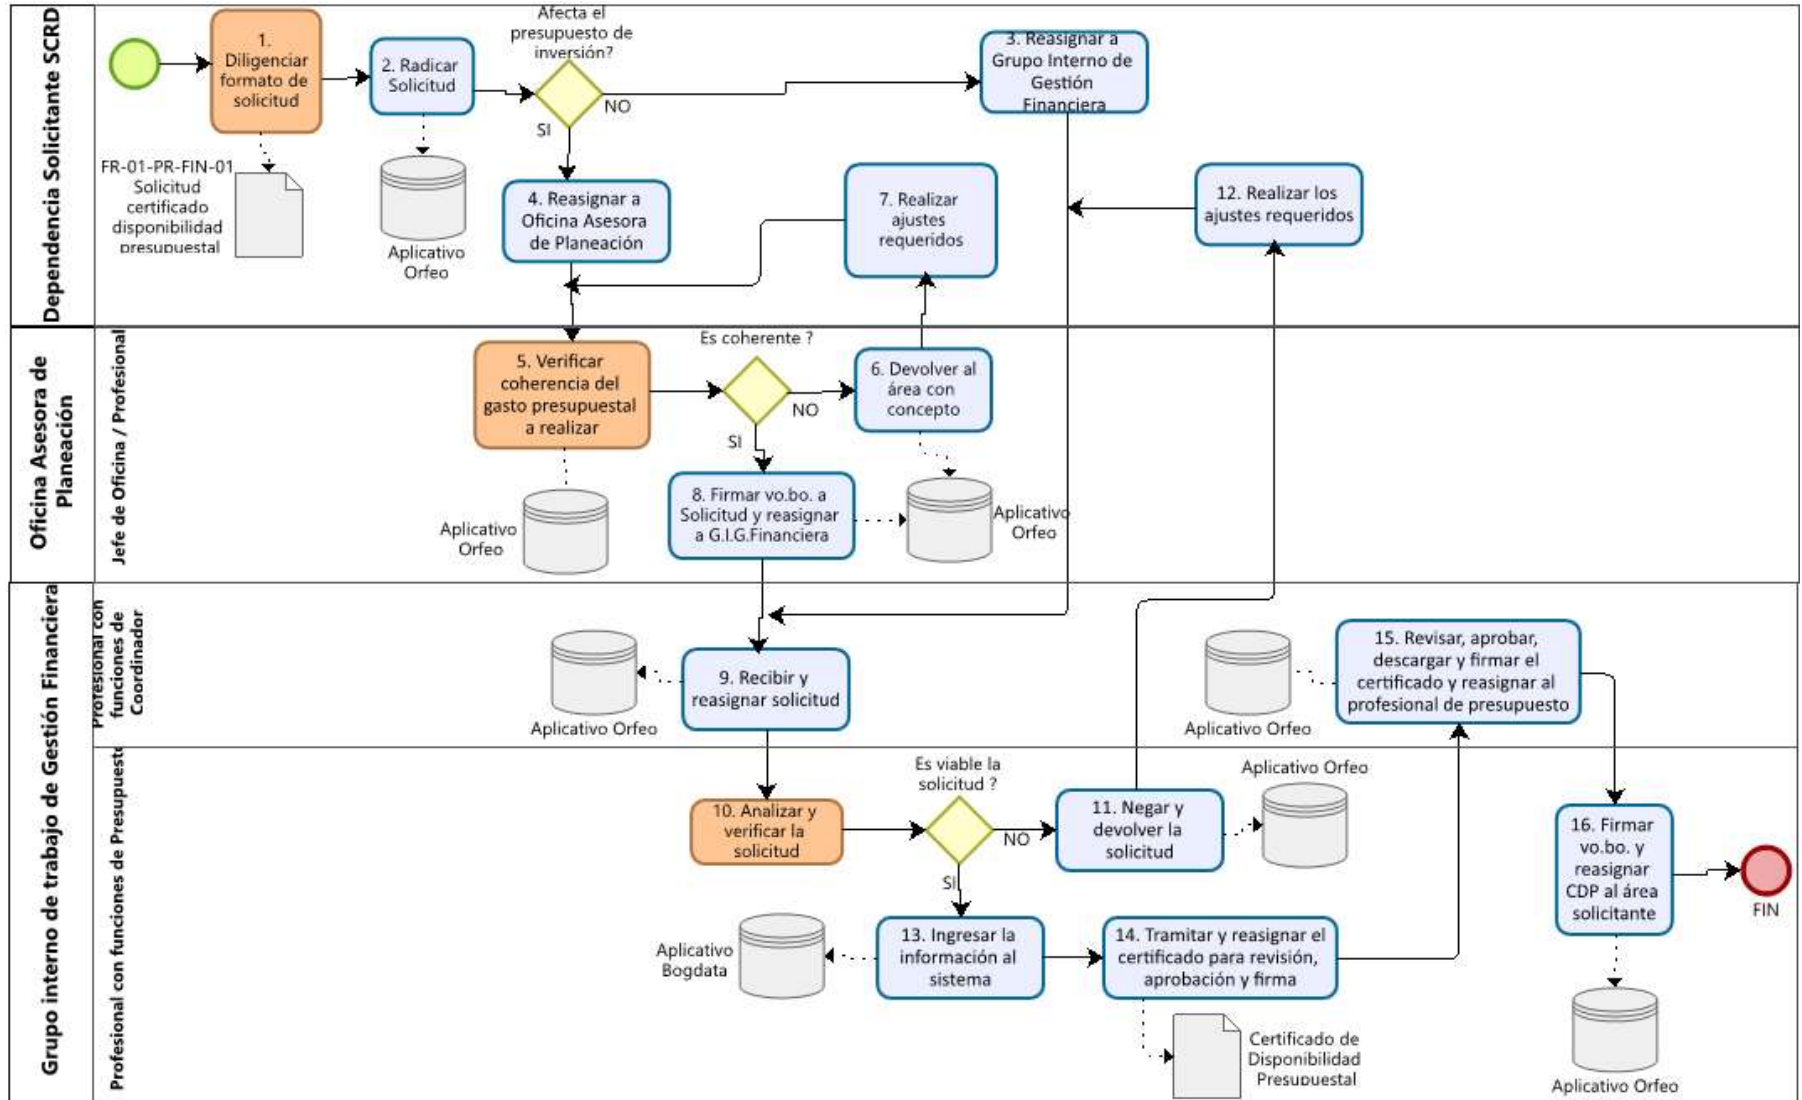 Dependencia Solicitante SCRD
1.
Diligenciar
formato de
solicitud
2. Radicar
Solicitud
Afecta el
presupuesto de
inversión?
NO
SI
3. Reasignar a
Grupo Interno de
Gestión
Financiera
FR-01-PR-FIN-01
Solicitud
certificado
disponibilidad
presupuestal
Aplicativo
Orfeo
4. Reasignar a
Oficina Asesora
de Planeación
7. Realizar
ajustes
requeridos
12. Realizar los
ajustes requeridos
Oficina Asesora de
Planeación
Jefe de Oficina / Profesional
5. Verificar
coherencia del
gasto presupuestal
a realizar
Es coherente ?
NO
SI
6. Devolver al
área con
concepto
Aplicativo
Orfeo
8. Firmar vo.bo. a
Solicitud y reasignar
a G.I.G.Financiera
Aplicativo
Orfeo
Grupo interno de trabajo de Gestión Financiera
Profesional con
funciones de
Coordinador
Aplicativo Orfeo
9. Recibir y
reasignar solicitud
Aplicativo Orfeo
15. Revisar, aprobar,
descargar y firmar el
certificado y reasignar al
profesional de presupuesto
Profesional con funciones de Presupuesto
10. Analizar y
verificar la
solicitud
Es viable la
solicitud ?
NO
SI
11. Negar y
devolver la
solicitud
Aplicativo Orfeo
16. Firmar
vo.bo. y
reasignar
CDP al área
solicitante
FIN
Aplicativo
Bogdata
13. Ingresar la
información al
sistema
14. Tramitar y reasignar el
certificado para revisión,
aprobación y firma
Certificado de
Disponibilidad
Presupuestal
Aplicativo Orfeo